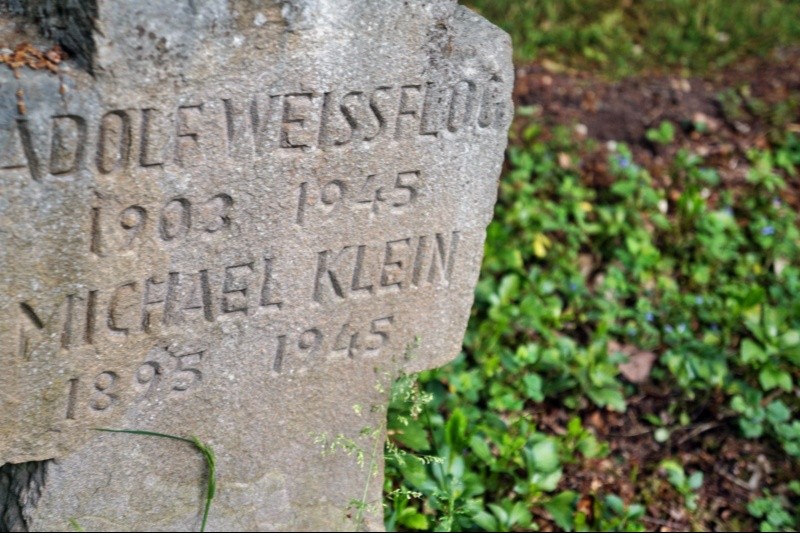 ADOLF WEISSFLOG
1903 1945
MICHAEL KLEIN
1895 1945